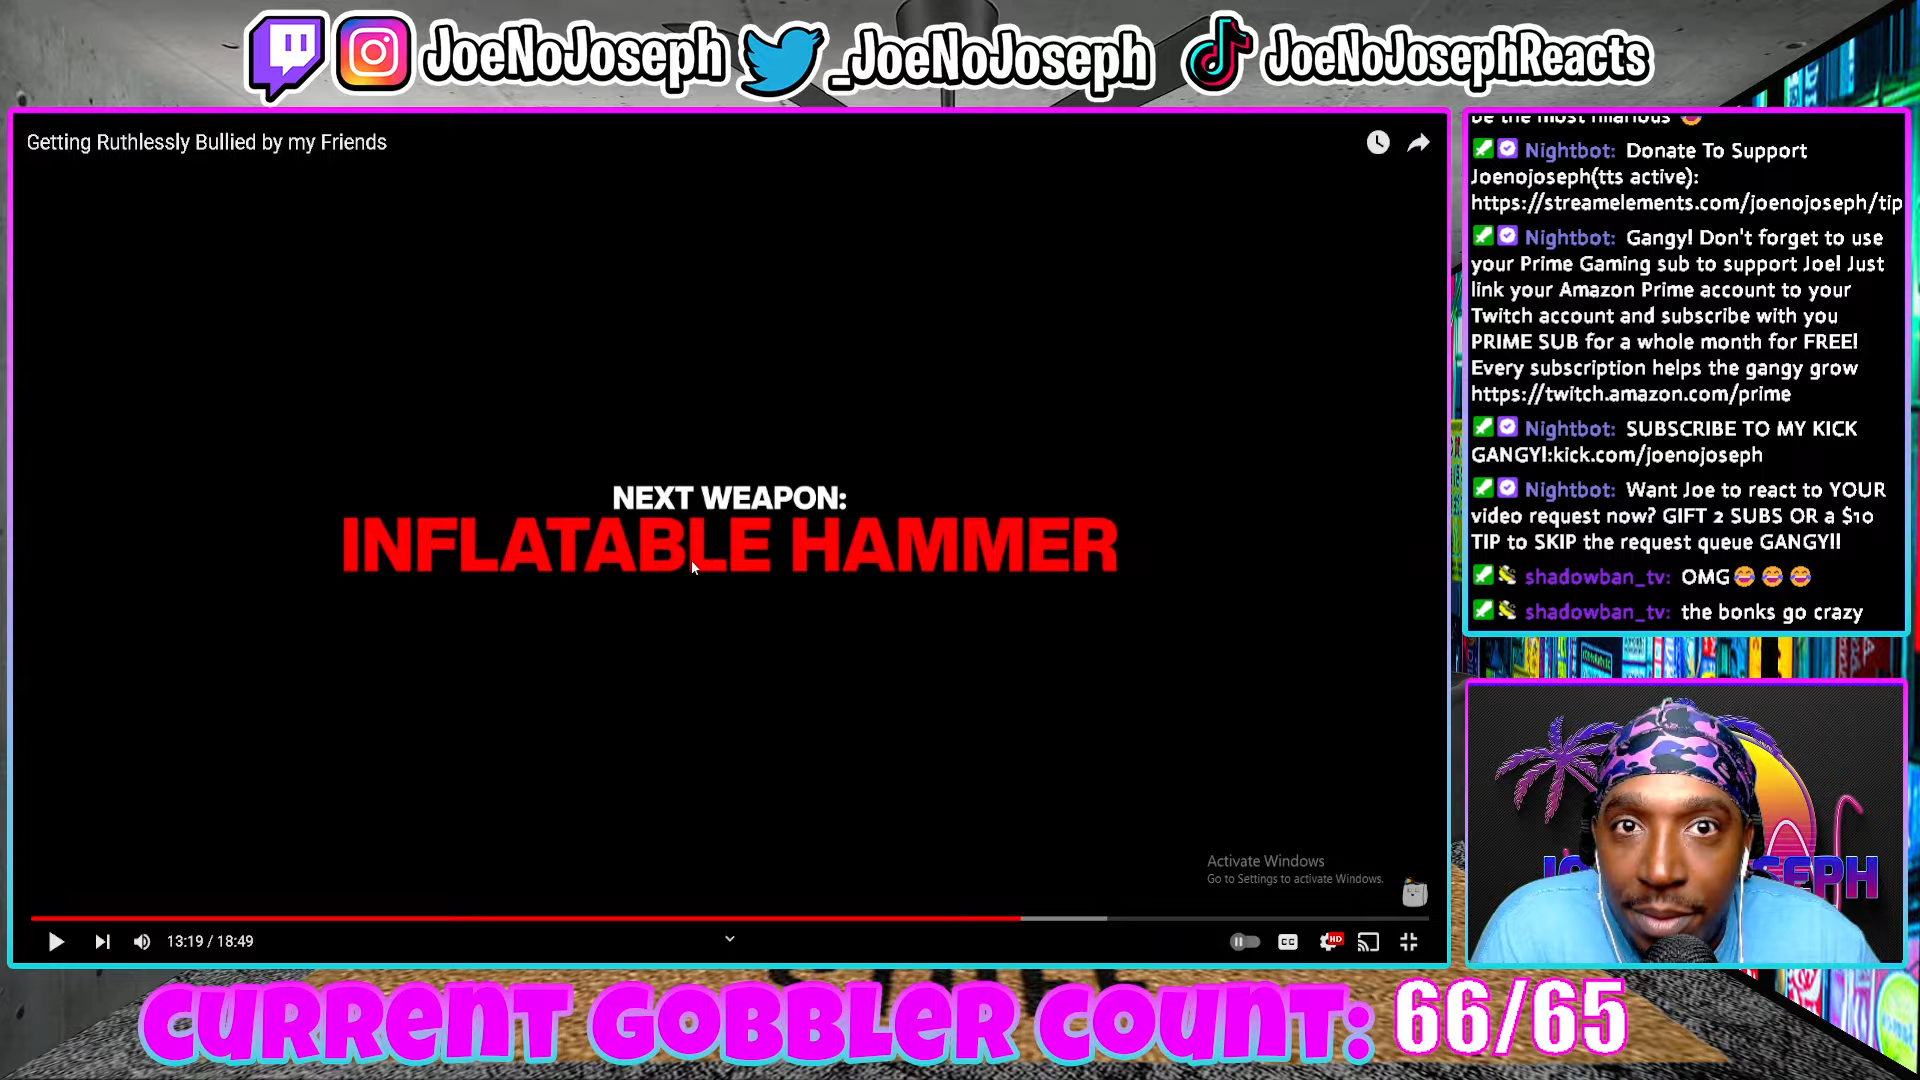 JoeNoJoseph
_JoeNoJoseph
JoeNoJosephReacts
Getting Ruthlessly Bullied by my Friends
NEXT WEAPON:
INFLATABLE HAMMER
Activate Windows
Go to Settings to activate Windows.
13:19 / 18:49
CC
HD
be the most hilarious
Nightbot: Donate To Support
Joenojoseph(tts active):
https://streamelements.com/joenojoseph/tip
Nightbot: Gangy! Don't forget to use
your Prime Gaming sub to support Joe! Just
link your Amazon Prime account to your
Twitch account and subscribe with you
PRIME SUB for a whole month for FREE!
Every subscription helps the gangy grow
https://twitch.amazon.com/prime
Nightbot: SUBSCRIBE TO MY KICK
GANGY!:kick.com/joenojoseph
Nightbot: Want Joe to react to YOUR
video request now? GIFT 2 SUBS OR a $10
TIP to SKIP the request queue GANGY!!
shadowban_tv: OMG😂 😂 😂
shadowban_tv: the bonks go crazy
CURRENT GOBBLER COUNT: 66/65